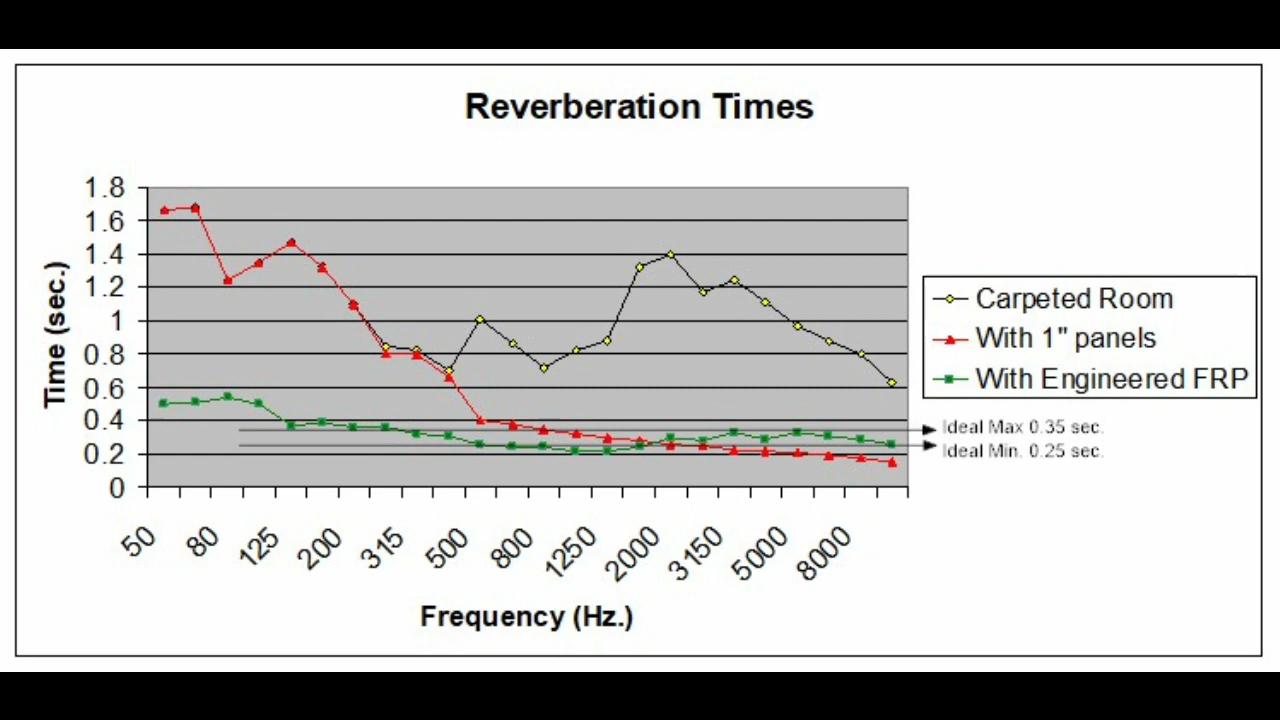 Reverberation Times
1.8
1.6
1.4
1.2
1
0.8
0.6
0.4
0.2
0
Time (sec.)
50
80
125
200
315
500
800
1250
2000
3150
5000
8000
Frequency (Hz.)
Carpeted Room
With 1" panels
With Engineered FRP
Ideal Max 0.35 sec.
Ideal Min. 0.25 sec.